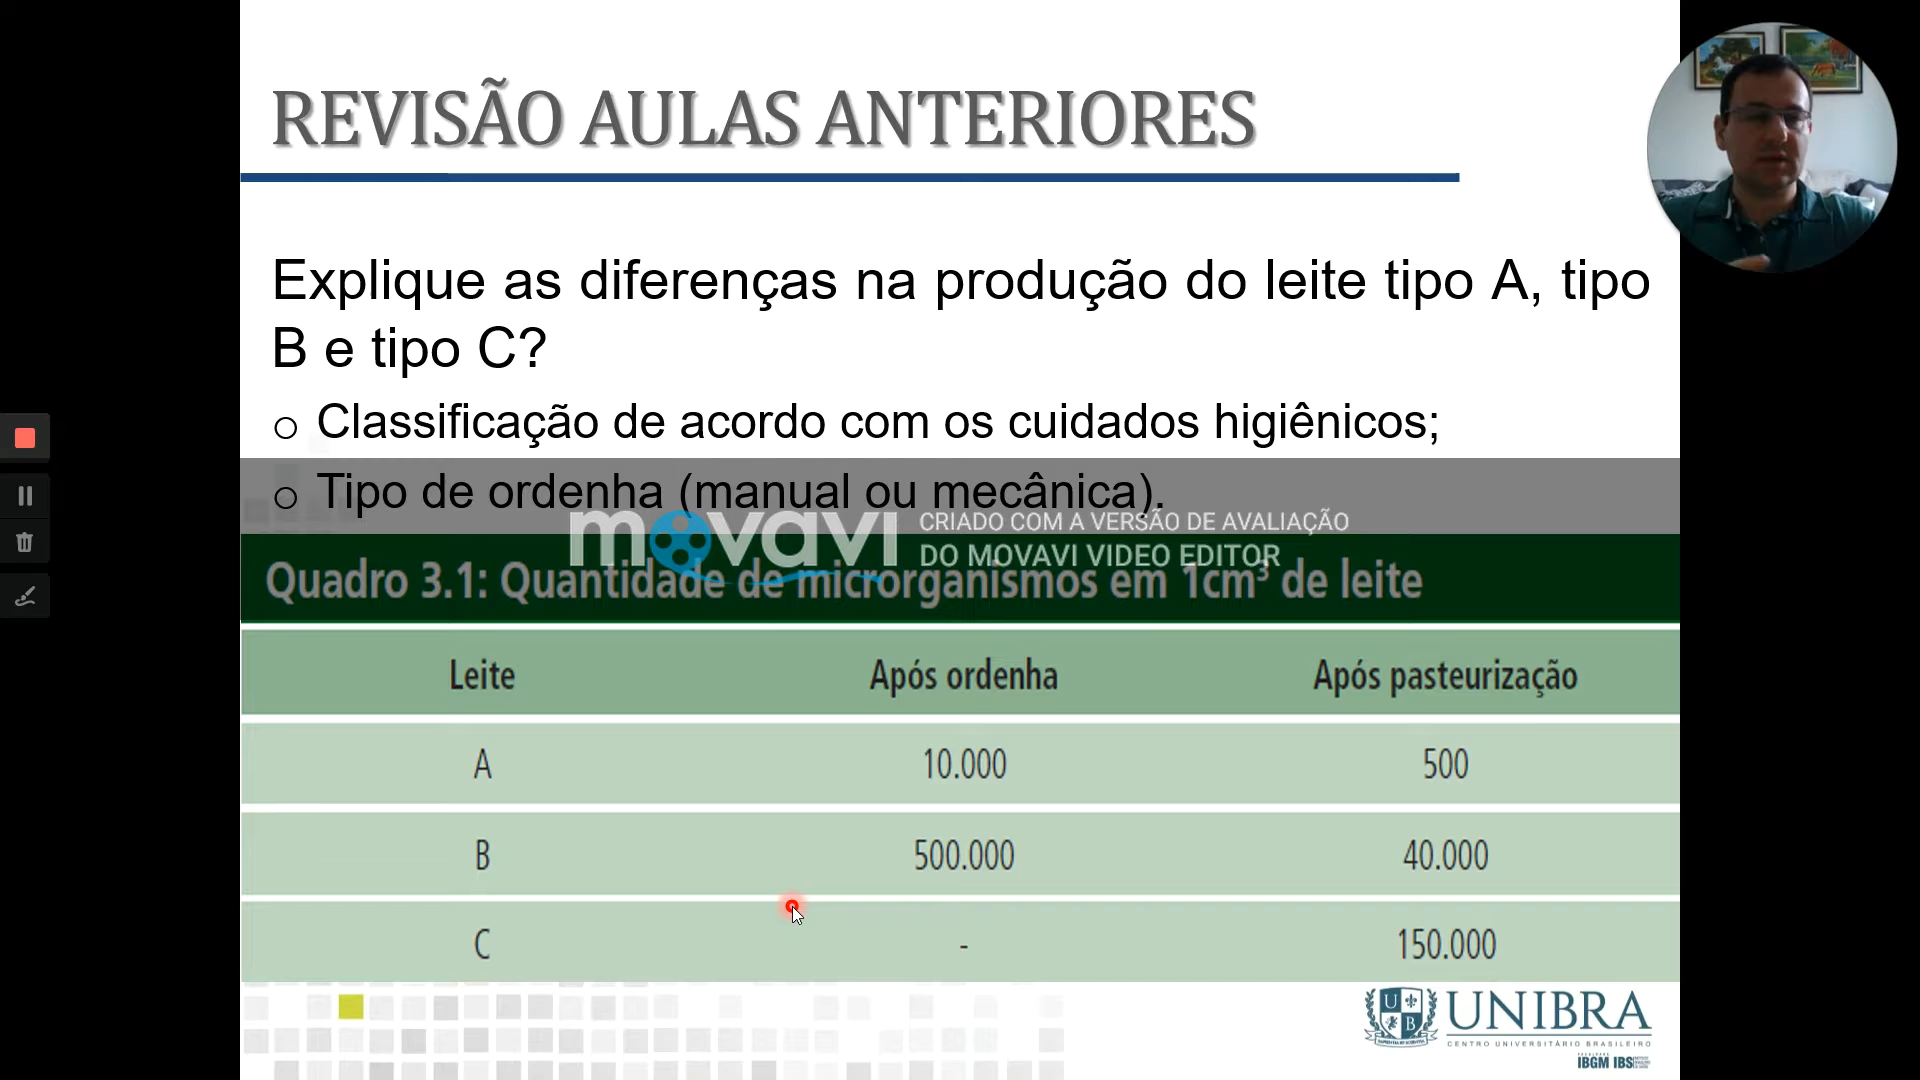 REVISÃO AULAS ANTERIORES
Explique as diferenças na produção do leite tipo A, tipo
B e tipo C?
o Classificação de acordo com os cuidados higiênicos;
o Tipo de ordenha (manual ou mecânica).
movavi
CRIADO COM A VERSÃO DE AVALIAÇÃO
DO MOVAVI VIDEO EDITOR
Quadro 3.1: Quantidade de microrganismos em 1cm³ de leite
Leite Após ordenha Após pasteurização
A 10.000 500
B 500.000 40.000
C - 150.000
U
B
UNIBRA
CENTRO UNIVERSITÁRIO BRASILEIRO
IBGM IBS